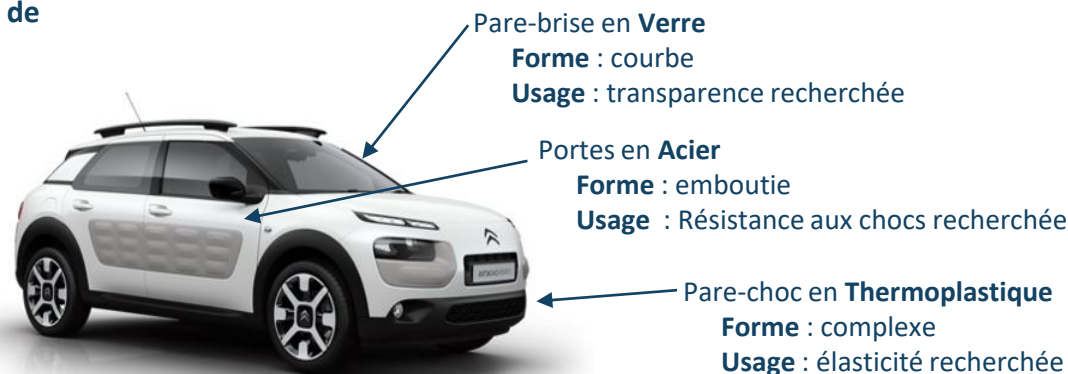 de
Pare-brise en Verre
Forme : courbe
Usage : transparence recherchée
Portes en Acier
Forme : emboutie
Usage : Résistance aux chocs recherchée
Pare-choc en Thermoplastique
Forme : complexe
Usage : élasticité recherchée